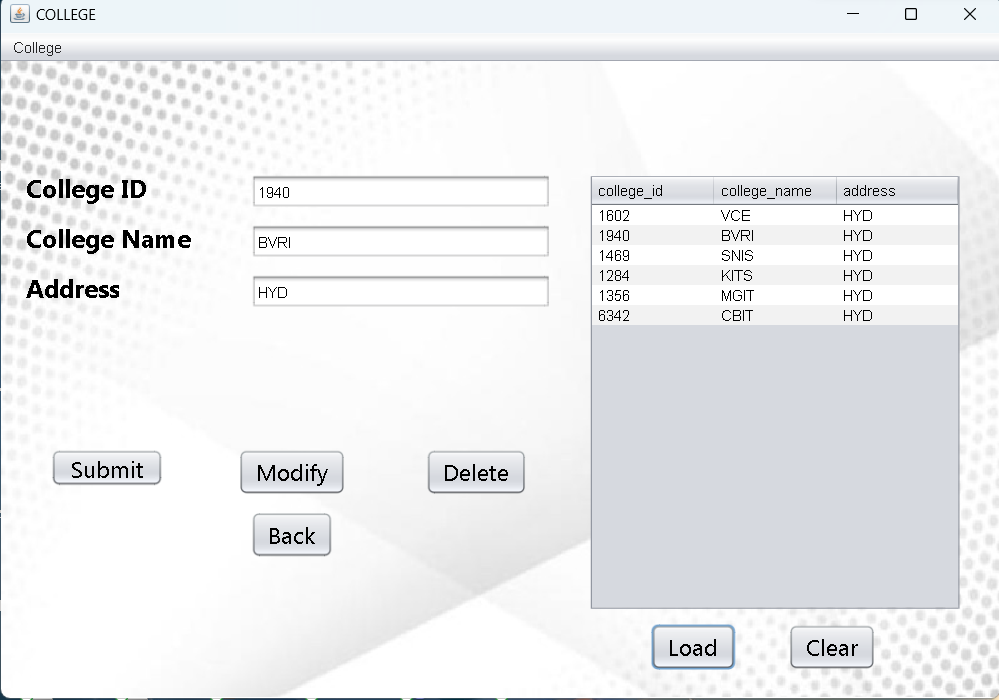 COLLEGE
College
College ID 1940
College Name BVRI
Address HYD
college_id college_name address
1602 VCE HYD
1940 BVRI HYD
1469 SNIS HYD
1284 KITS HYD
1356 MGIT HYD
6342 CBIT HYD
Submit Modify Delete
Back
Load Clear